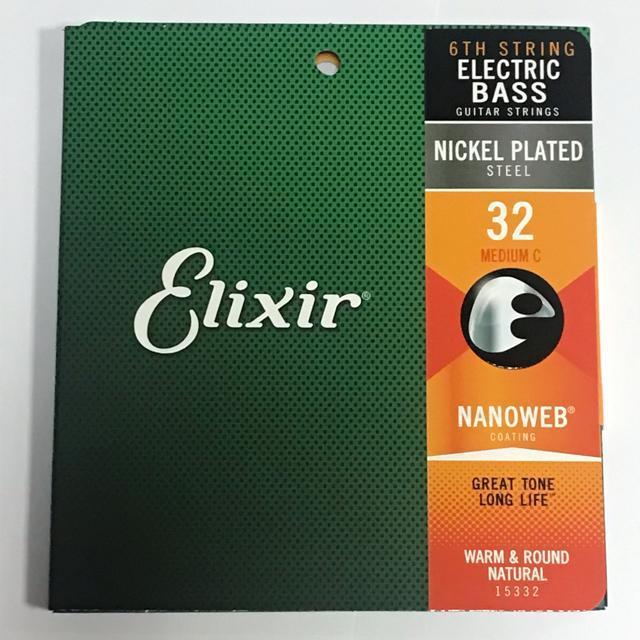 6TH STRING
ELECTRIC
BASS
GUITAR STRINGS
NICKEL PLATED
STEEL
32
MEDIUM C
Elixir®
NANOWEB®
COATING
GREAT TONE
LONG LIFE™
WARM & ROUND
NATURAL
15332